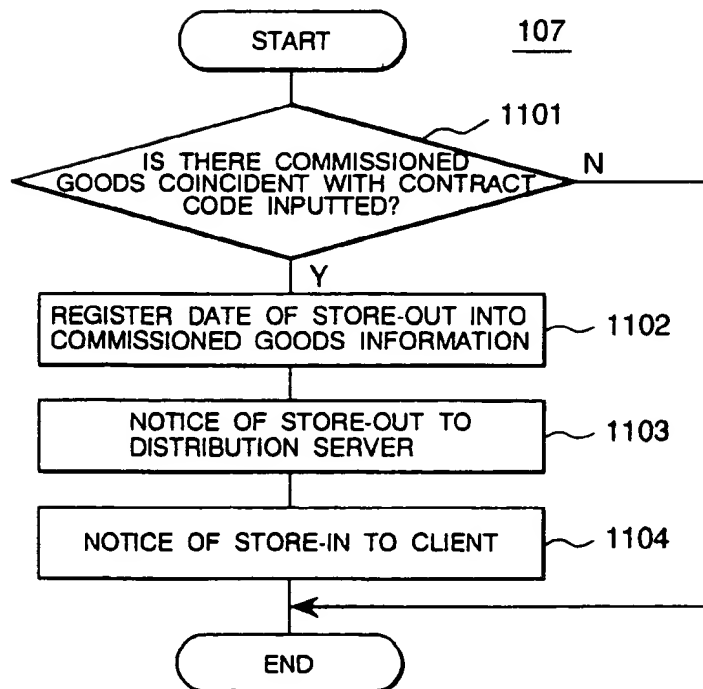 START
107
1101
IS THERE COMMISSIONED
GOODS COINCIDENT WITH CONTRACT
CODE INPUTTED?
N
Y
REGISTER DATE OF STORE-OUT INTO
COMMISSIONED GOODS INFORMATION
1102
NOTICE OF STORE-OUT TO
DISTRIBUTION SERVER
1103
NOTICE OF STORE-IN TO CLIENT
1104
END